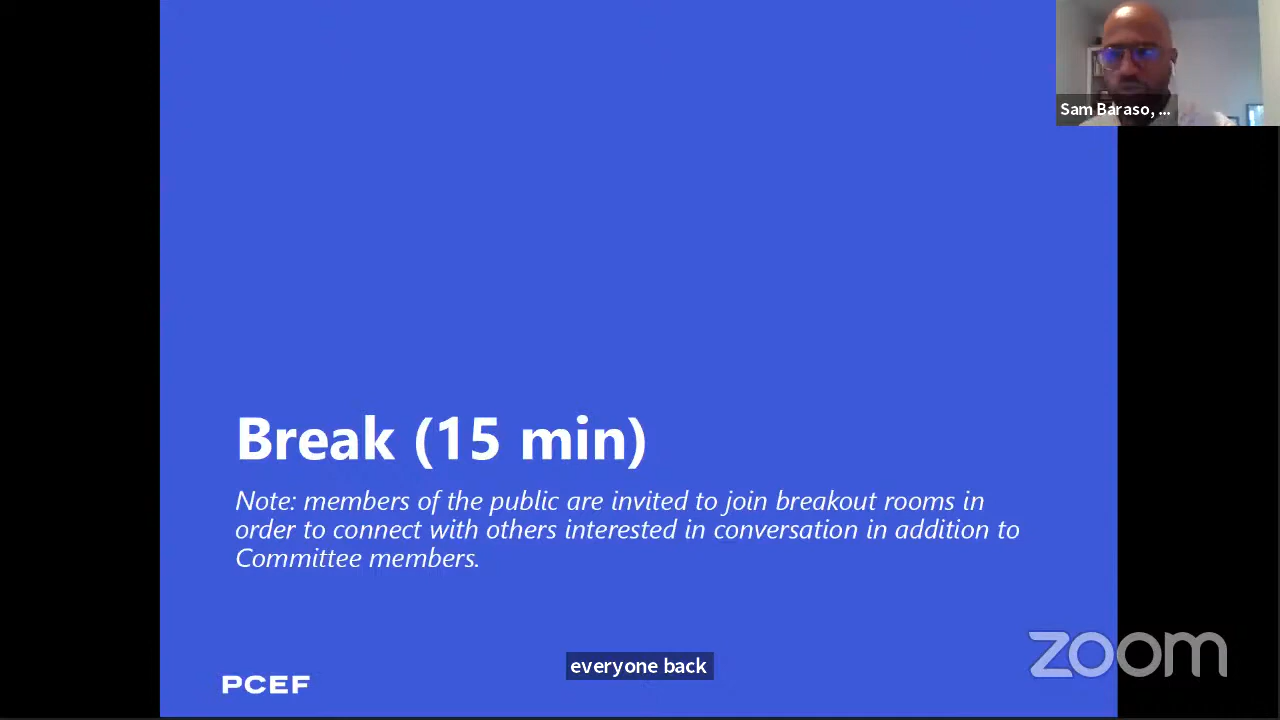 Sam Baraso, ...
Break (15 min)
Note: members of the public are invited to join breakout rooms in
order to connect with others interested in conversation in addition to
Committee members.
everyone back
PCEF
zoom